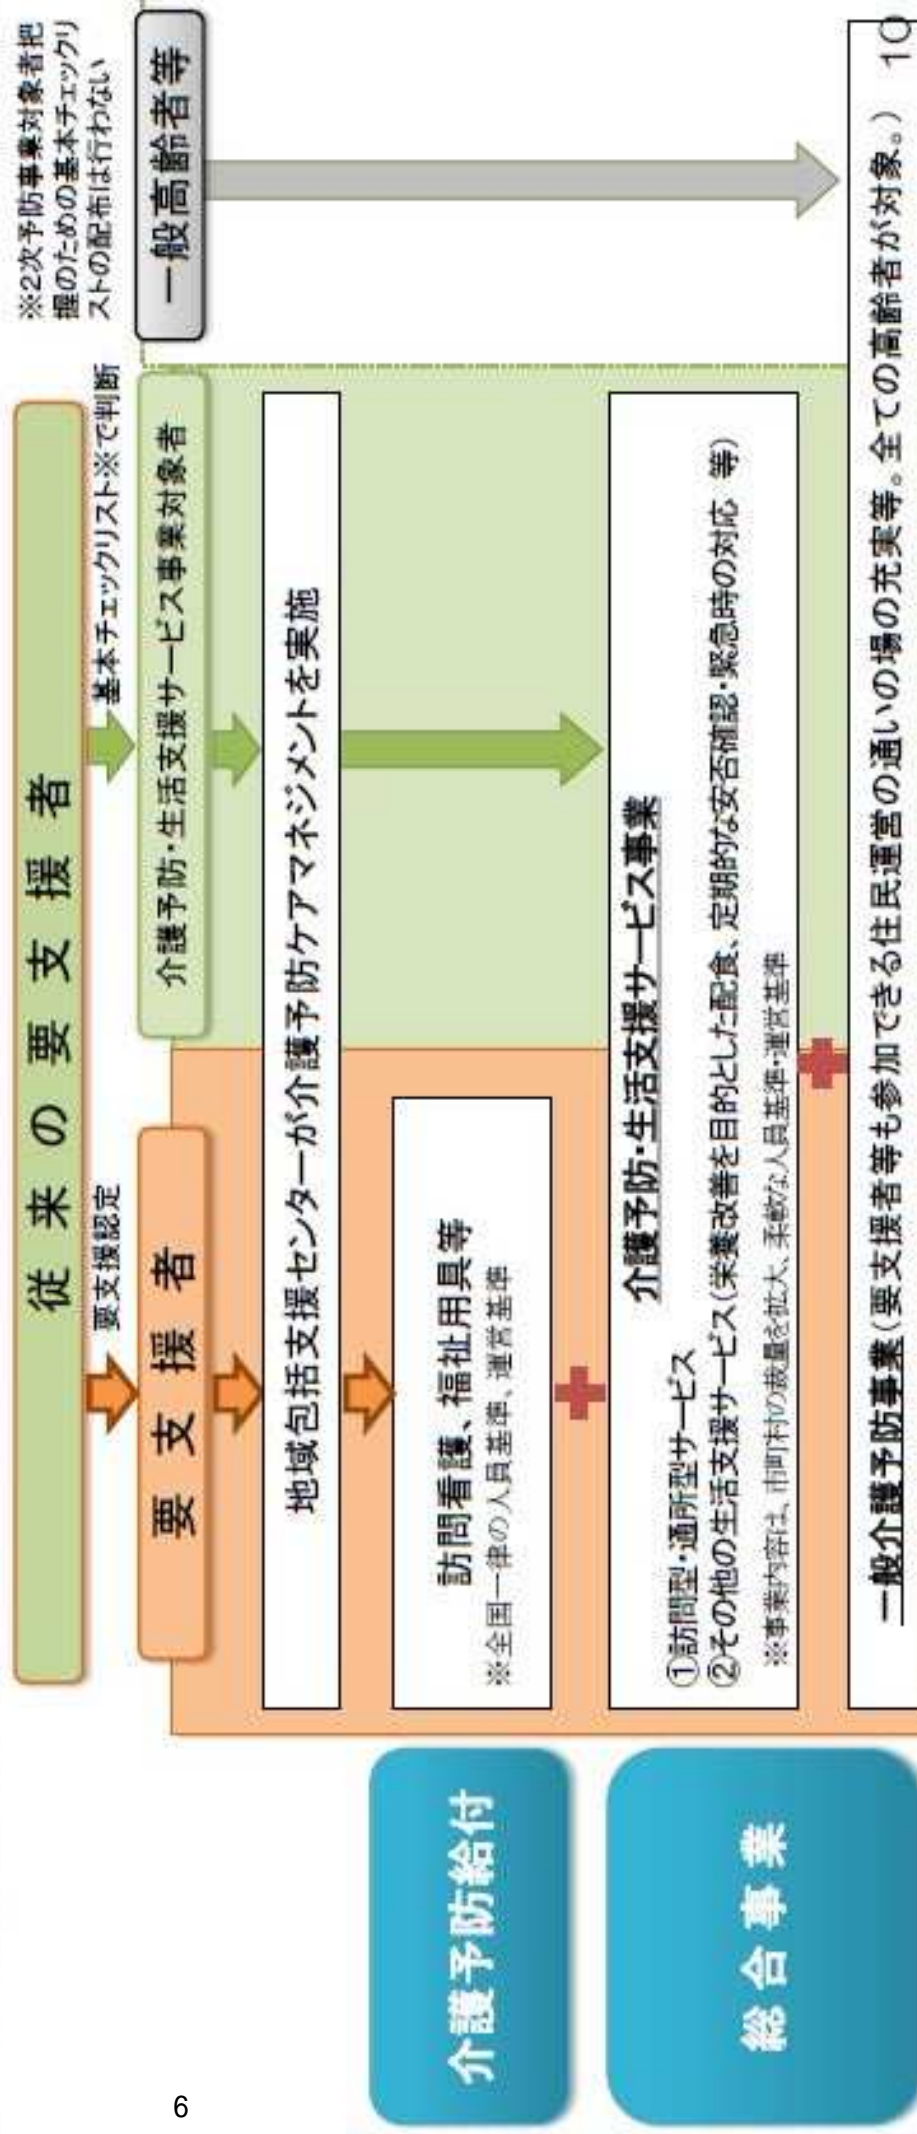 従来の要支援者
※2次予防事業対象者把
握のための基本チェックリ
ストの配布は行わない
要支援認定
基本チェックリスト※で判断
要支援者
介護予防・生活支援サービス事業対象者
一般高齢者等
地域包括支援センターが介護予防ケアマネジメントを実施
介護予防給付
訪問看護、福祉用具等
※全国一律の人員基準、運営基準
総合事業
介護予防・生活支援サービス事業
①訪問型・通所型サービス
②その他の生活支援サービス(栄養改善を目的とした配食、定期的な安否確認・緊急時の対応 等)
※事業内容は、市町村の裁量を拡大、柔軟な人員基準・運営基準
一般介護予防事業(要支援者等も参加できる住民運営の通いの場の充実等。全ての高齢者が対象。)
10
6